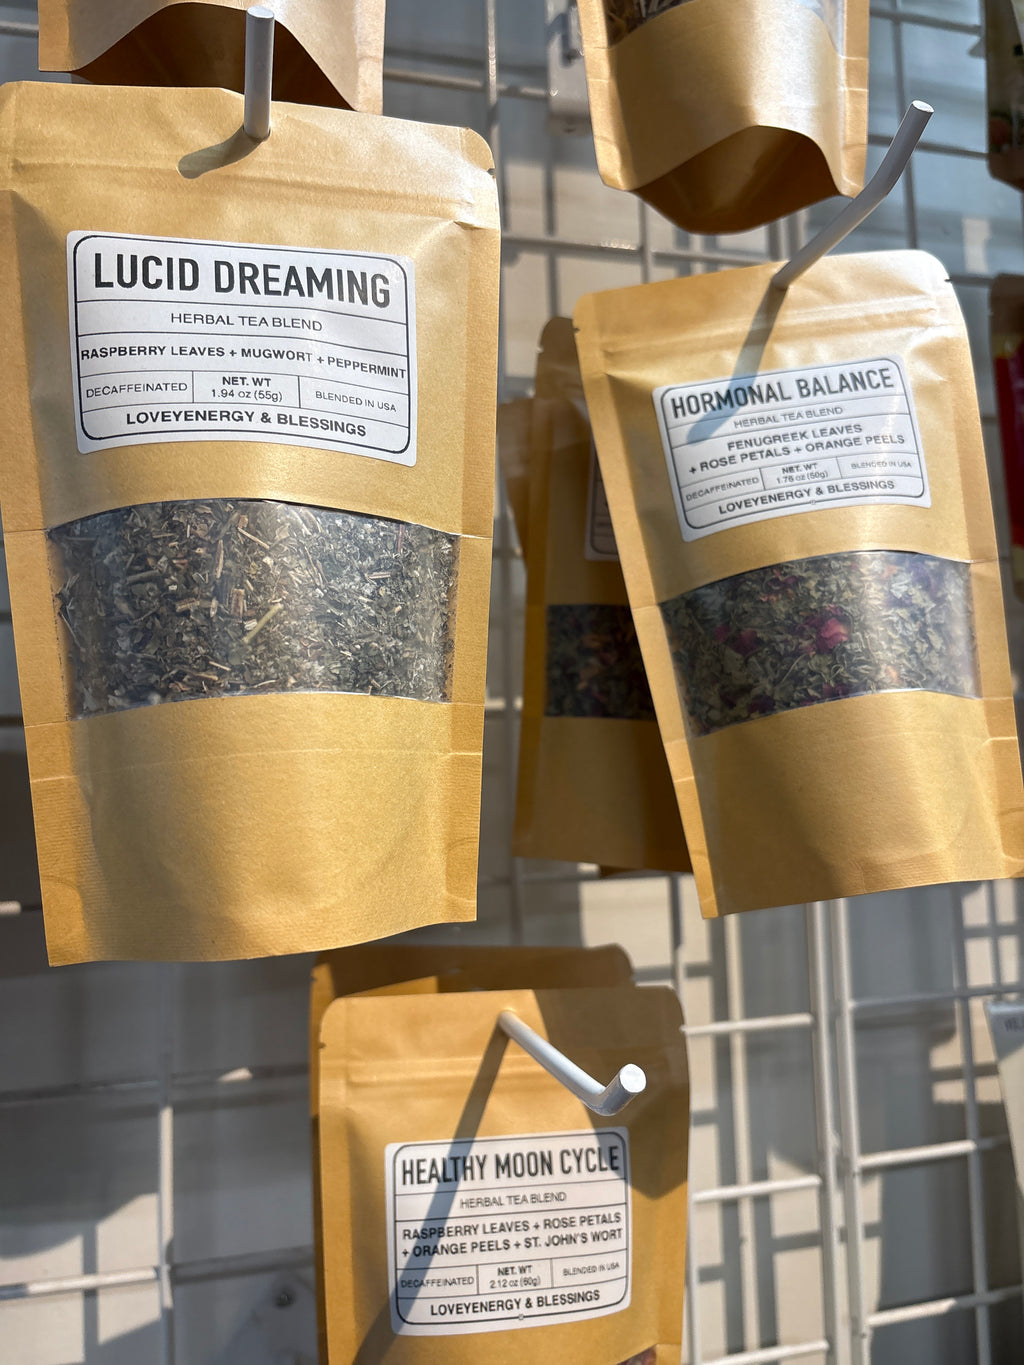 LUCID DREAMING
HERBAL TEA BLEND
RASPBERRY LEAVES + MUGWORT + PEPPERMINT
DECAFFEINATED
NET. WT
1.94 oz (55g)
BLENDED IN USA
LOVEYENERGY & BLESSINGS
HORMONAL BALANCE
HERBAL TEA BLEND
FENUGREEK LEAVES
+ ROSE PETALS + ORANGE PEELS
DECAFFEINATED
NET. WT
1.76 oz (50g)
BLENDED IN USA
LOVEYENERGY & BLESSINGS
HEALTHY MOON CYCLE
HERBAL TEA BLEND
RASPBERRY LEAVES + ROSE PETALS
+ ORANGE PEELS + ST. JOHN'S WORT
DECAFFEINATED
NET. WT
2.12 oz (60g)
BLENDED IN USA
LOVEYENERGY & BLESSINGS